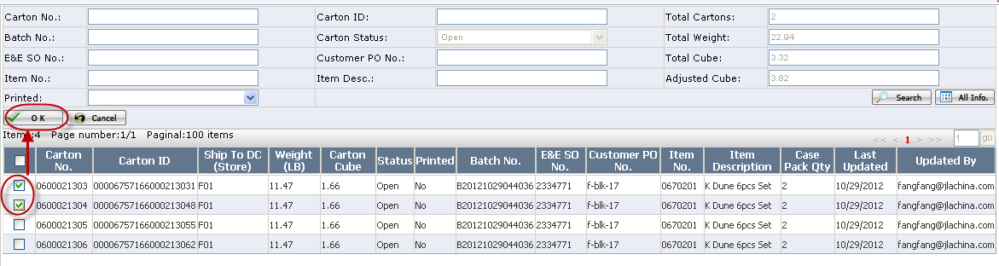 Carton No.: Carton ID: Total Cartons: 2
Batch No.: Carton Status: Open Total Weight: 22.94
E&E SO No.: Customer PO No.: Total Cube: 3.32
Item No.: Item Desc.: Adjusted Cube: 3.82
Printed: Search All Info.
O K Cancel
Items:4 Page number:1/1 Paginal:100 items << < 1 > >> 1 go
Carton No. Carton ID Ship To DC (Store) Weight (LB) Carton Cube Status Printed Batch No. E&E SO No. Customer PO No. Item No. Item Description Case Pack Qty Last Updated Updated By
0600021303 00006757166000213031 F01 11.47 1.66 Open No B20121029044036 2334771 f-blk-17 0670201 K Dune 6pcs Set 2 10/29/2012 fangfang@jlachina.com
0600021304 00006757166000213048 F01 11.47 1.66 Open No B20121029044036 2334771 f-blk-17 0670201 K Dune 6pcs Set 2 10/29/2012 fangfang@jlachina.com
0600021305 00006757166000213055 F01 11.47 1.66 Open No B20121029044036 2334771 f-blk-17 0670201 K Dune 6pcs Set 2 10/29/2012 fangfang@jlachina.com
0600021306 00006757166000213062 F01 11.47 1.66 Open No B20121029044036 2334771 f-blk-17 0670201 K Dune 6pcs Set 2 10/29/2012 fangfang@jlachina.com